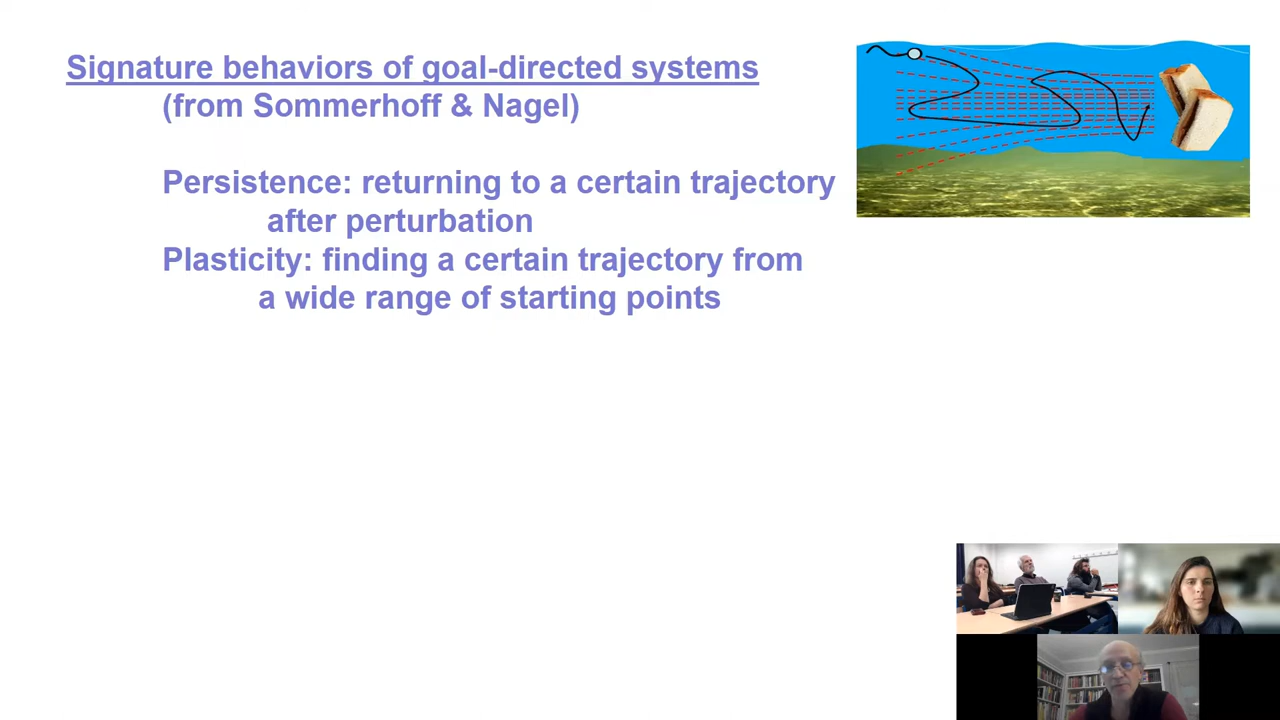 Signature behaviors of goal-directed systems
(from Sommerhoff & Nagel)
Persistence: returning to a certain trajectory
after perturbation
Plasticity: finding a certain trajectory from
a wide range of starting points